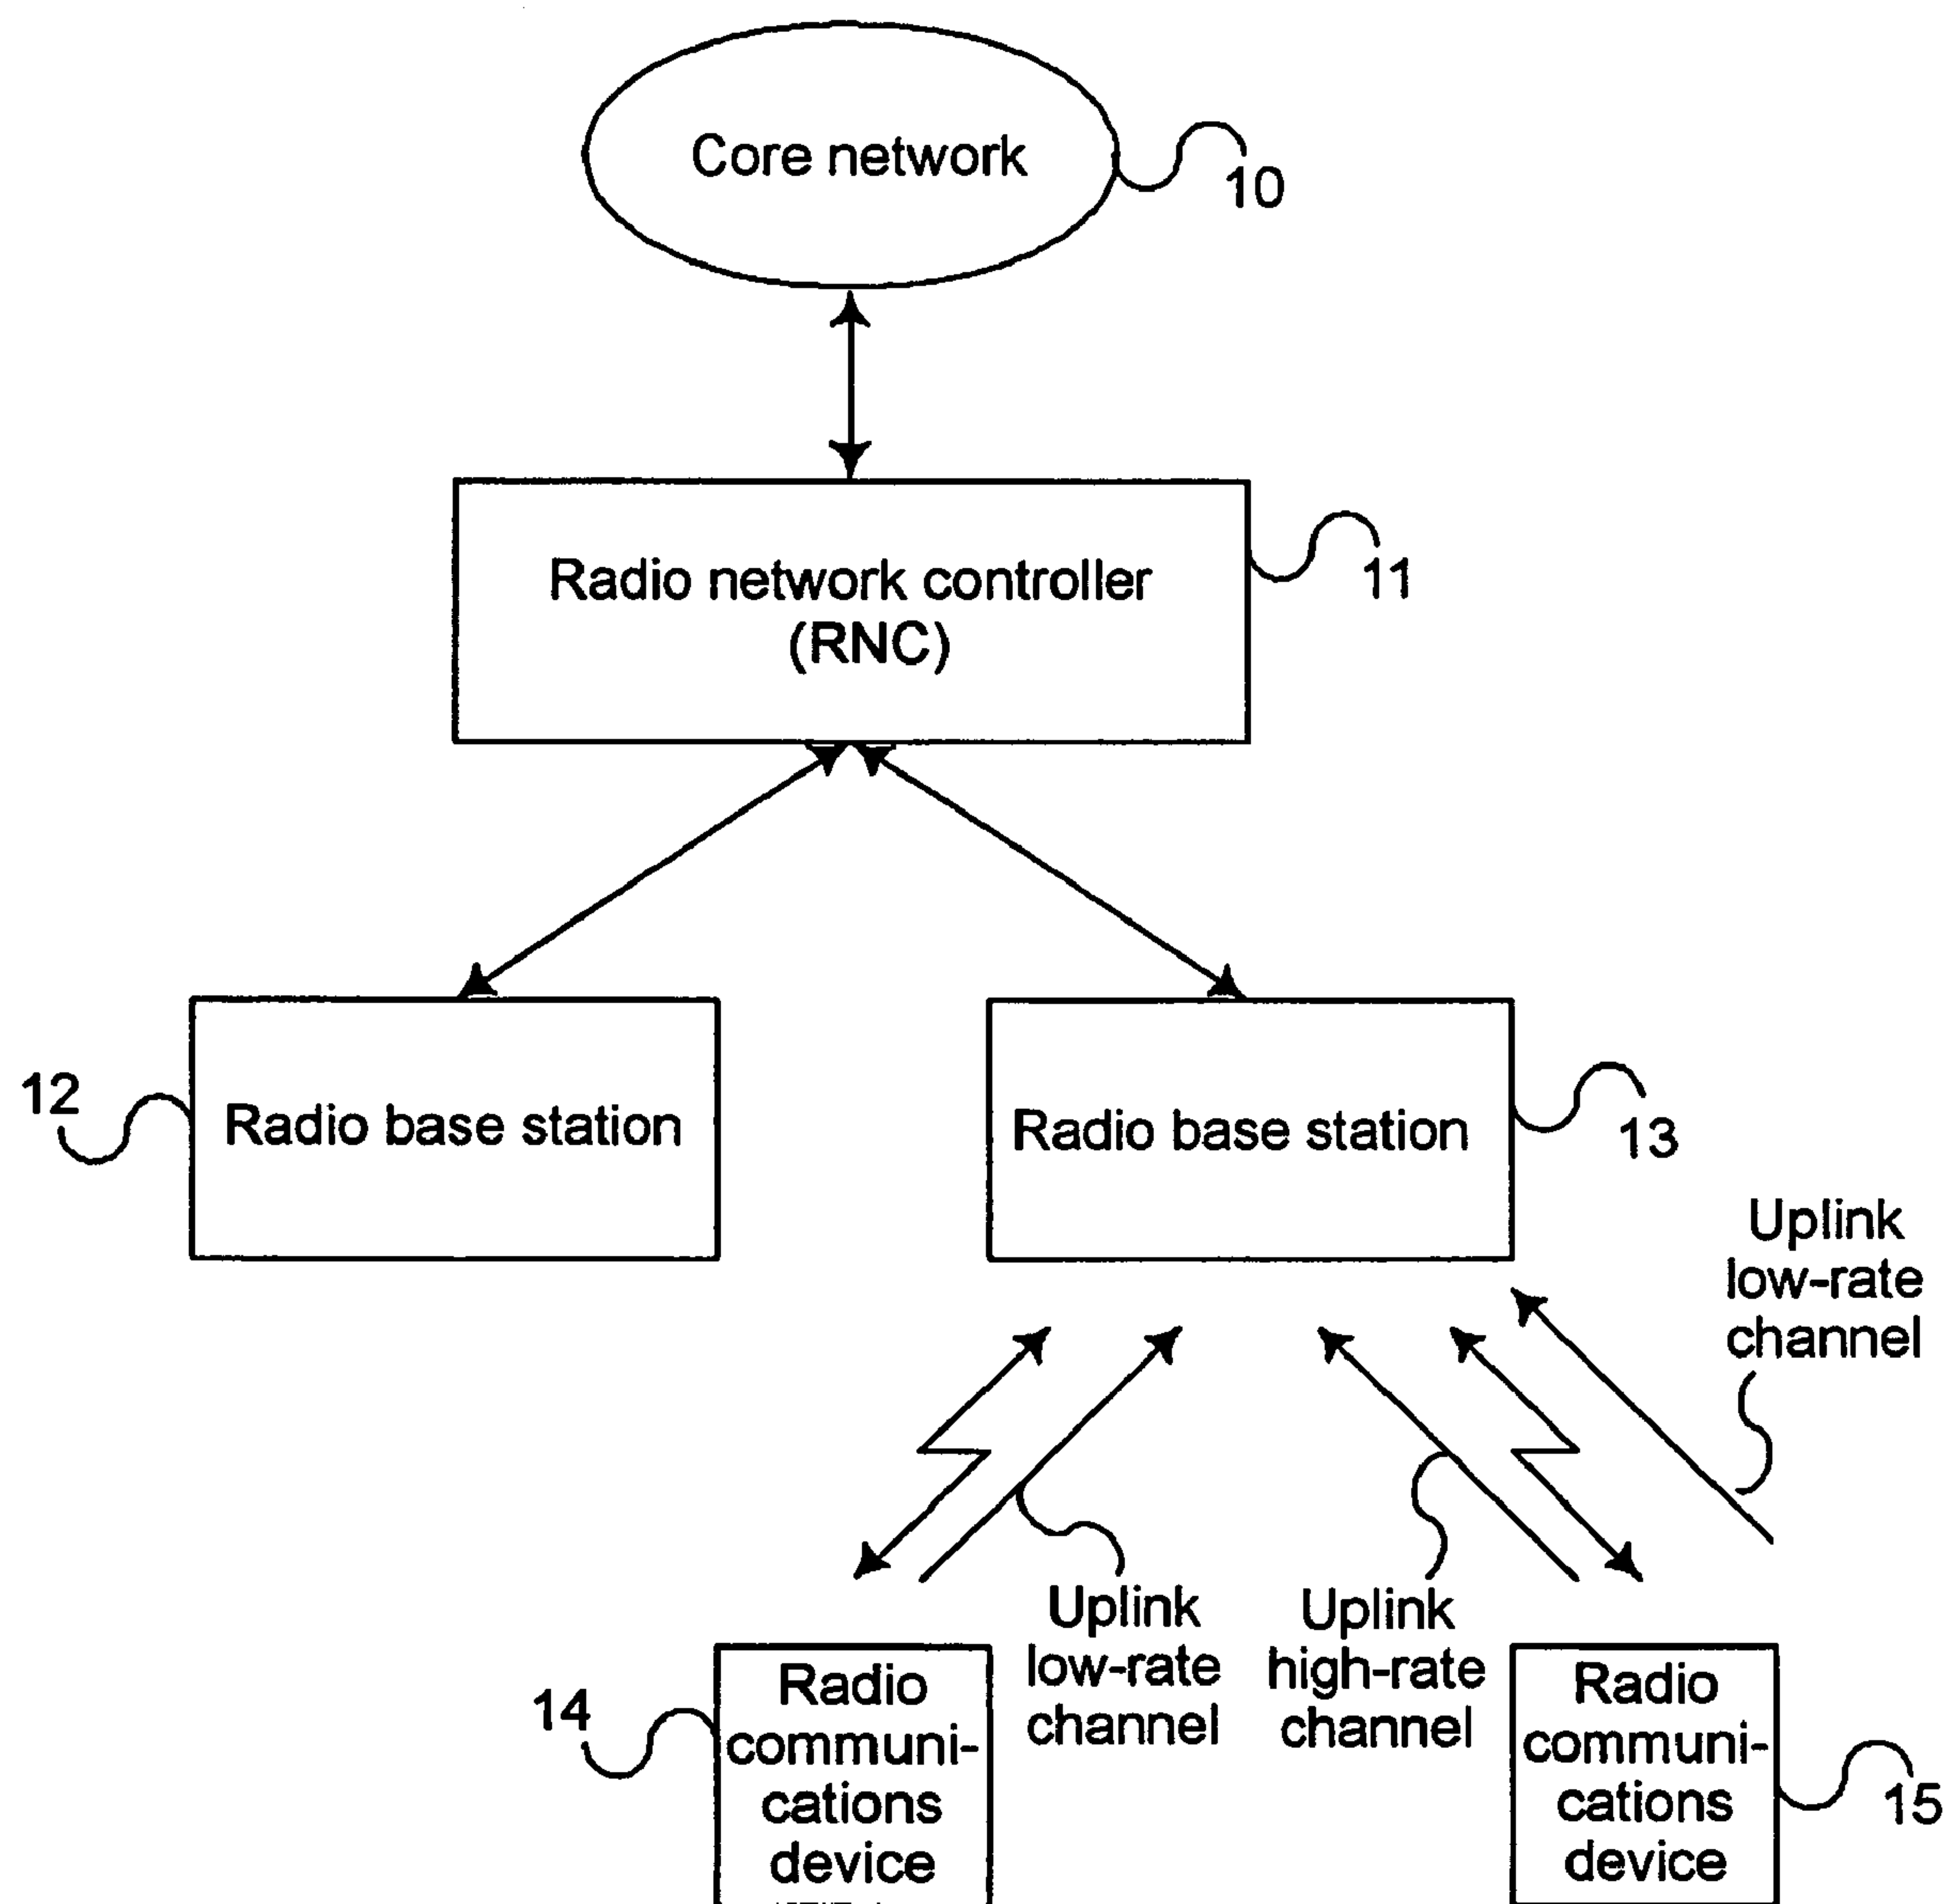 Core network
10
Radio network controller
(RNC)
11
12
Radio base station
Radio base station
13
Uplink
low-rate
channel
Uplink
low-rate
channel
Uplink
high-rate
channel
14
Radio
communi-
cations
device
Radio
communi-
cations
device
15